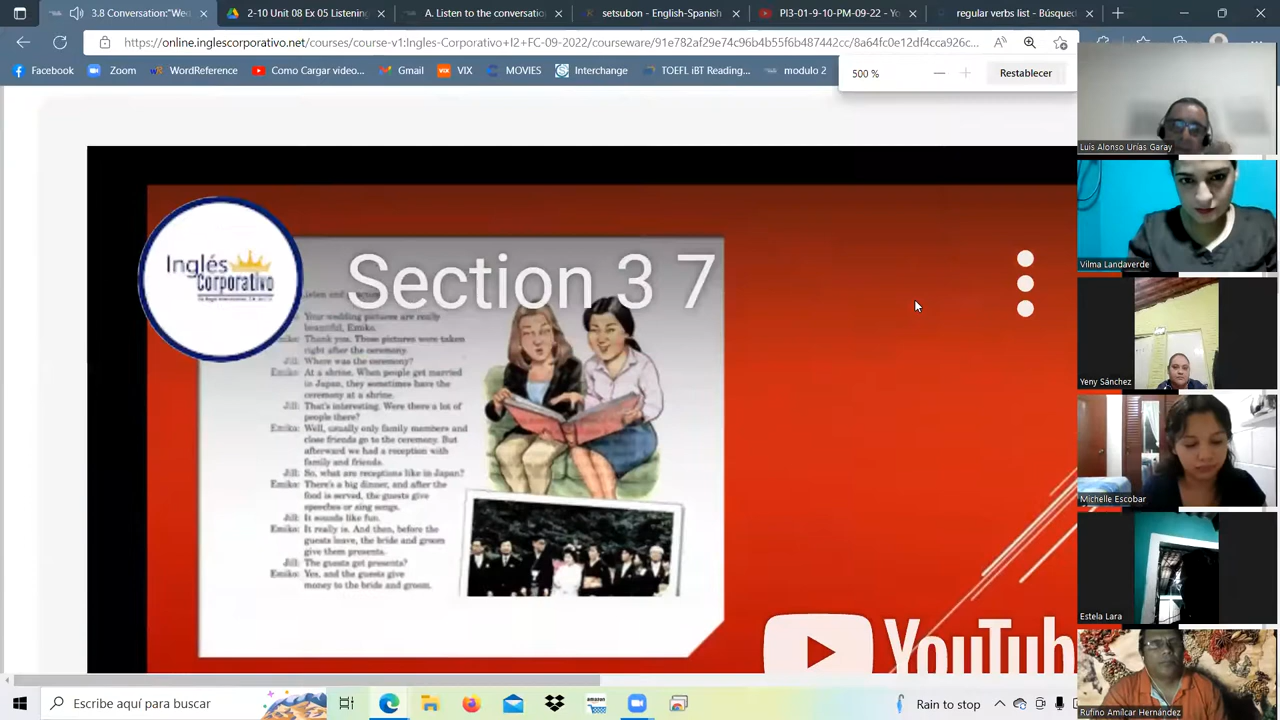 3.8 Conversation:"Wed
2-10 Unit 08 Ex 05 Listening
A. Listen to the conversation
setsubon - English-Spanish
PI3-01-9-10-PM-09-22 - Yo
regular verbs list - Búsqued
https://online.inglescorporativo.net/courses/course-v1:Ingles-Corporativo+I2+FC-09-2022/courseware/91e782af29e74c96b4b55f6b487442cc/8a64fc0e12df4cca926c...
Facebook
Zoom
WordReference
Como Cargar video...
Gmail
VIX
MOVIES
Interchange
TOEFL iBT Reading...
modulo 2
500 %
Restablecer
Inglés
Corporativo
Section 3 7
Your wedding pictures are really
beautiful, Emiko.
Thank you. Those pictures were taken
right after the ceremony.
Jill: Where was the ceremony?
Emiko: At a shrine. When people get married
in Japan, they sometimes have the
ceremony at a shrine.
Jill: That's interesting. Were there a lot of
people there?
Emiko: Well, usually only family members and
close friends go to the ceremony. But
afterward we had a reception with
family and friends.
Jill: So, what are receptions like in Japan?
Emiko: There's a big dinner, and after the
food is served, the guests give
speeches or sing songs.
Jill: It sounds like fun.
Emiko: It really is. And then, before the
guests leave, the bride and groom
give them presents.
Jill: The guests get presents?
Emiko: Yes, and the guests give
money to the bride and groom.
YouTube
Luis Alonso Urías Garay
Vilma Landaverde
Yeny Sánchez
Michelle Escobar
Estela Lara
Rufino Amílcar Hernández
Escribe aquí para buscar
Rain to stop